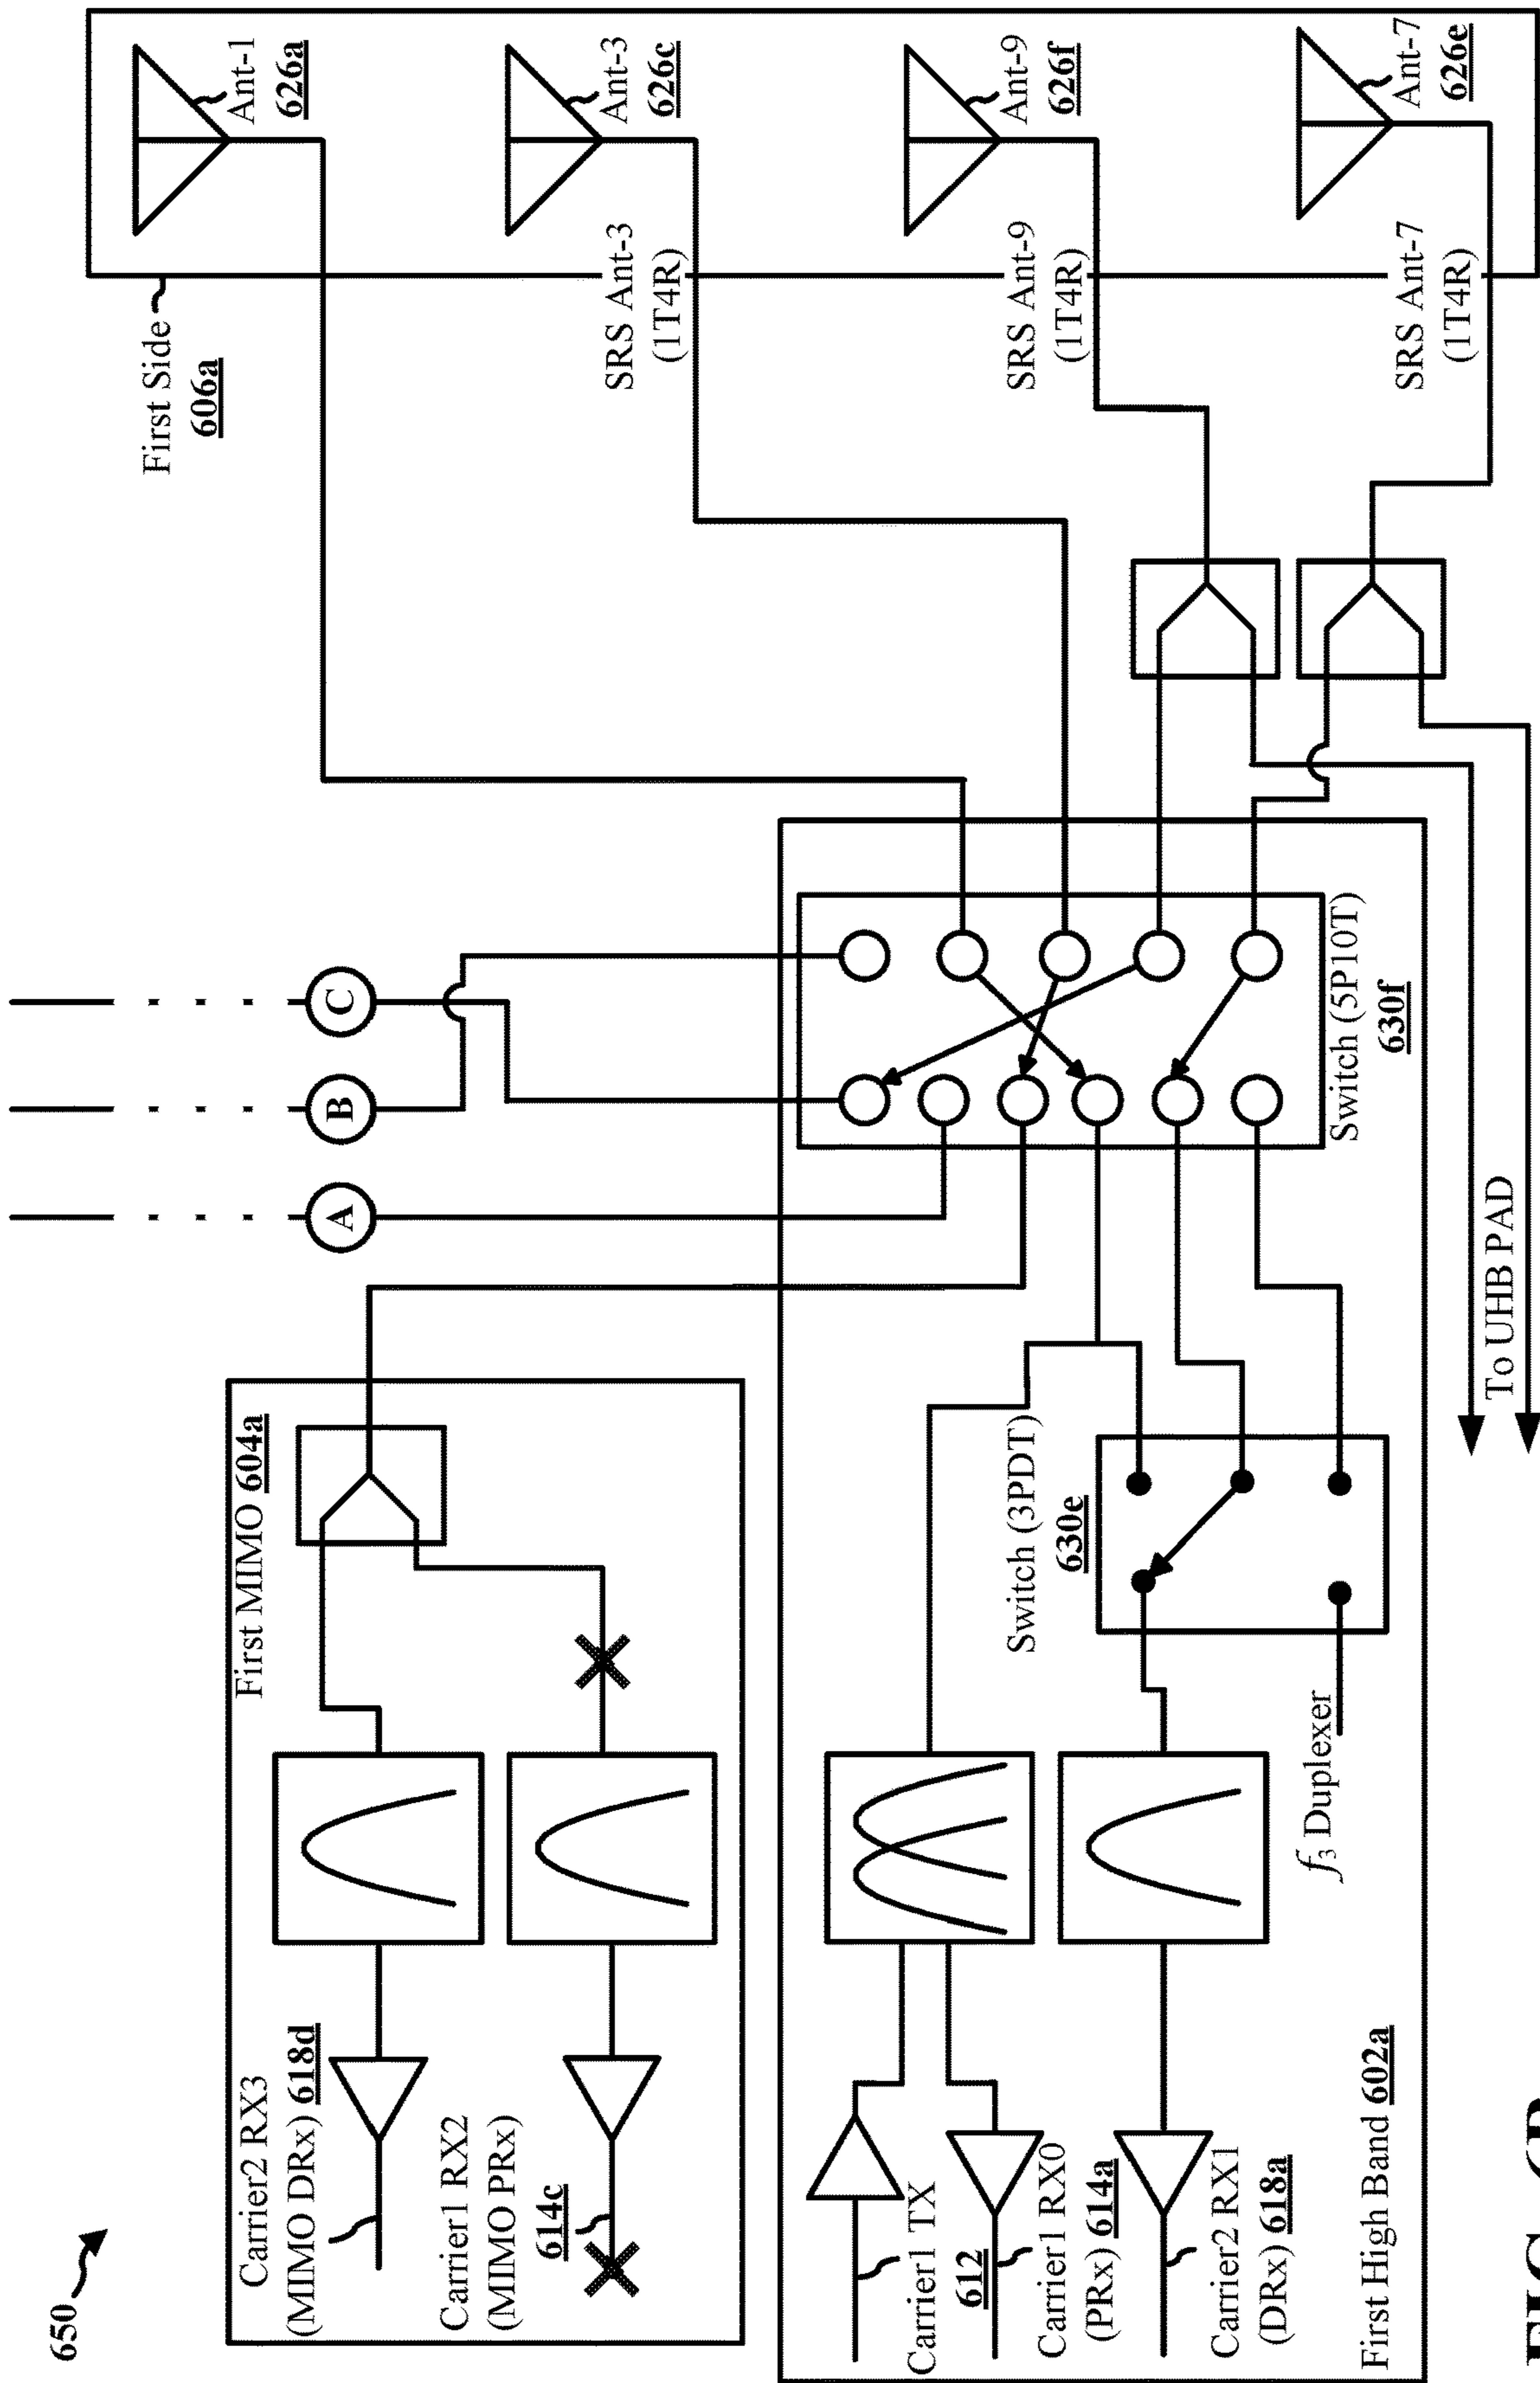 650
Carrier2 RX3
(MIMO DRx) 618d
Carrier1 RX2
(MIMO PRx)
614c
First MIMO 604a
A
B
C
First Side
606a
Ant-1
626a
Ant-3
626c
Ant-9
626f
Ant-7
626e
SRS Ant-3
(1T4R)
SRS Ant-9
(1T4R)
SRS Ant-7
(1T4R)
Carrier1 TX
612
Carrier1 RX0
(PRx) 614a
Carrier2 RX1
(DRx) 618a
First High Band 602a
f3 Duplexer
Switch (3PDT)
630e
Switch (5P10T)
630f
To UHB PAD